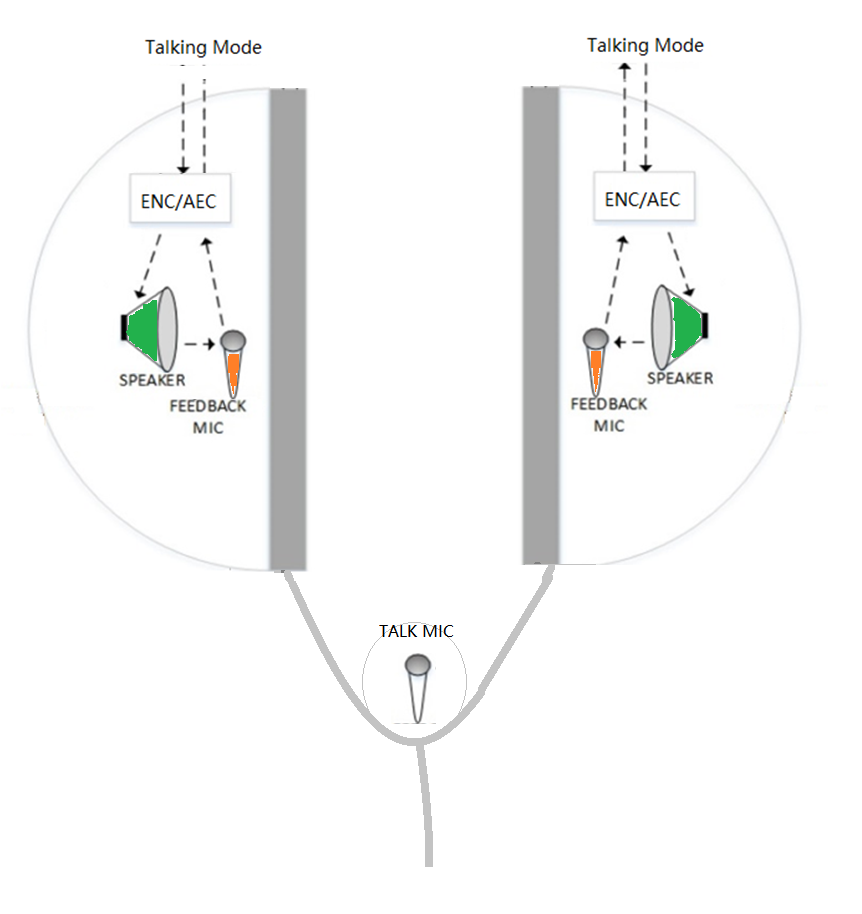 Talking Mode
Talking Mode
ENC/AEC
ENC/AEC
SPEAKER
SPEAKER
FEEDBACK
MIC
FEEDBACK
MIC
TALK MIC